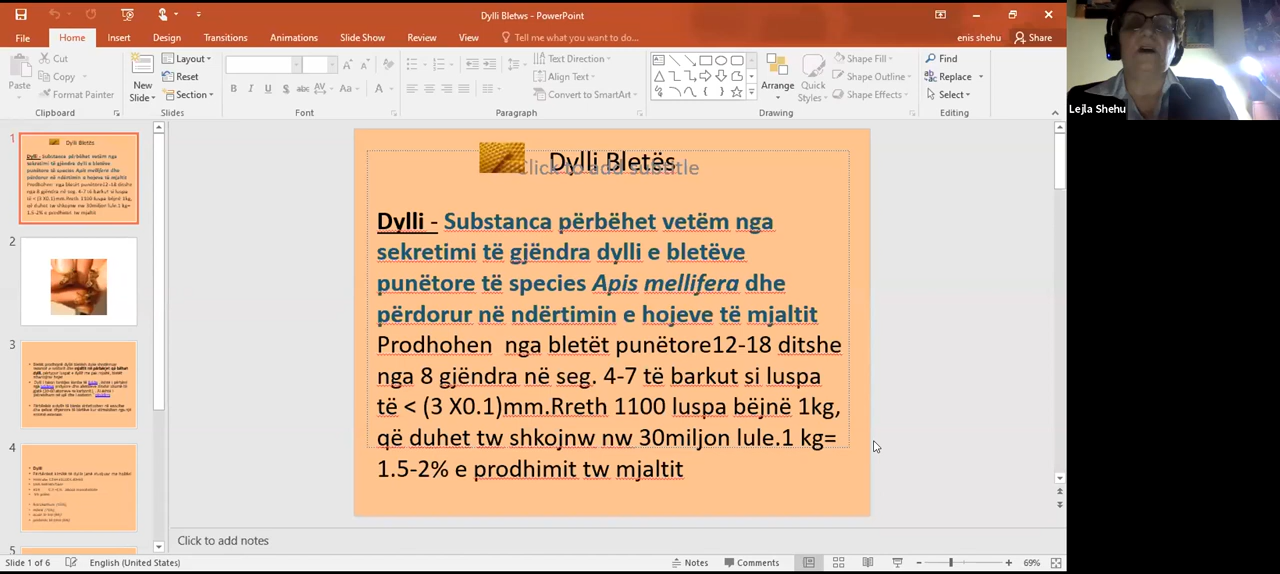 Dylli Bletws - PowerPoint
File Home Insert Design Transitions Animations Slide Show Review View Tell me what you want to do... enis shehu Share
Paste
Cut
Copy
Format Painter
Clipboard
New Slide
Layout
Reset
Section
Slides
Font
Text Direction
Align Text
Convert to SmartArt
Paragraph
Arrange
Quick Styles
Shape Fill
Shape Outline
Shape Effects
Drawing
Find
Replace
Select
Editing
Lejla Shehu
1
2
3
4
5
Dylli Bletës
Click to add subtitle
Dylli - Substanca përbëhet vetëm nga
sekretimi të gjëndra dylli e bletëve
punëtore të species Apis mellifera dhe
përdorur në ndërtimin e hojeve të mjaltit
Prodhohen nga bletët punëtore12-18 ditshe
nga 8 gjëndra në seg. 4-7 të barkut si luspa
të < (3 X0.1)mm.Rreth 1100 luspa bëjnë 1kg,
që duhet tw shkojnw nw 30miljon lule.1 kg=
1.5-2% e prodhimit tw mjaltit
Click to add notes
Slide 1 of 6 English (United States) Notes Comments 69%